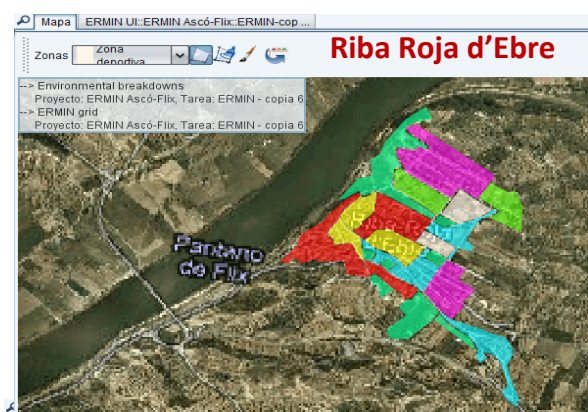 Mapa ERMIN UI::ERMIN Ascó-Flix::ERMIN-cop ...
Zonas Zona deportiva
Riba Roja d'Ebre
--> Environmental breakdowns
Proyecto: ERMIN Ascó-Flix, Tarea: ERMIN - copia 6
--> ERMIN grid
Proyecto: ERMIN Ascó-Flix, Tarea: ERMIN - copia 6
Pantano
de Flix